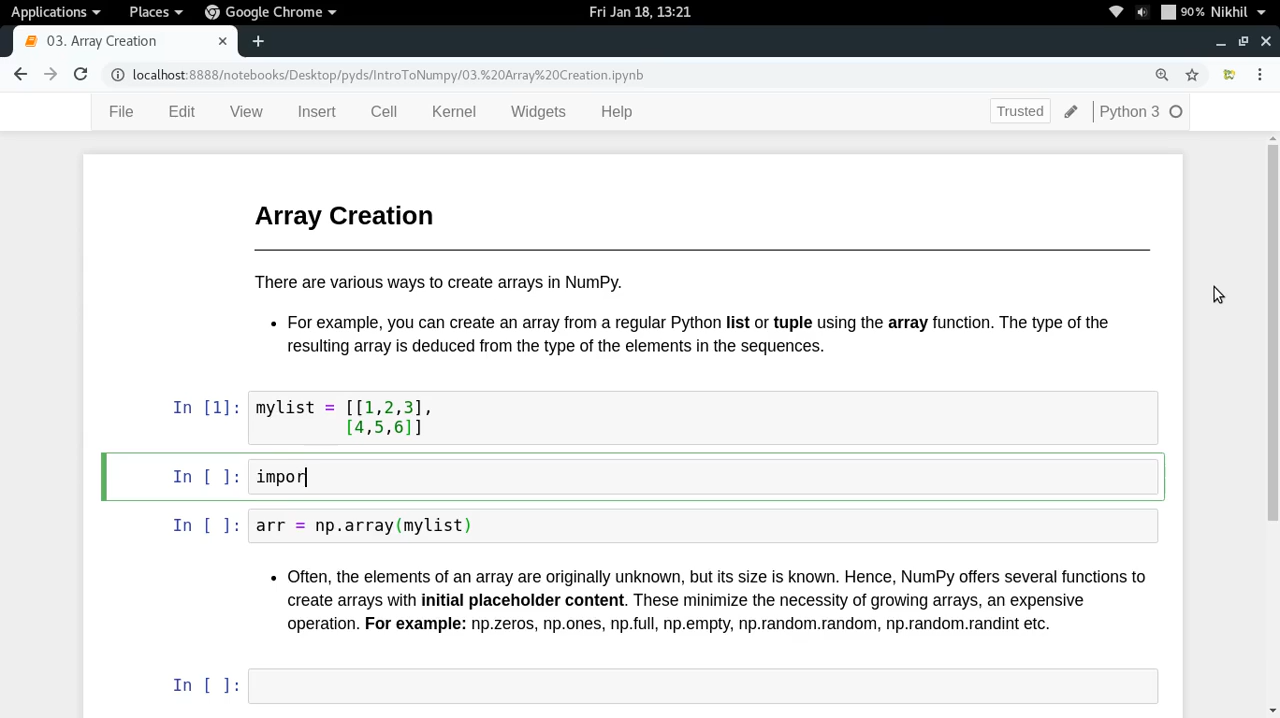 Applications Places Google Chrome Fri Jan 18, 13:21 90% Nikhil
03. Array Creation
localhost:8888/notebooks/Desktop/pyds/IntroToNumpy/03.%20Array%20Creation.ipynb
File Edit View Insert Cell Kernel Widgets Help Trusted Python 3
Array Creation
There are various ways to create arrays in NumPy.
• For example, you can create an array from a regular Python list or tuple using the array function. The type of the
resulting array is deduced from the type of the elements in the sequences.
In [1]: mylist = [[1,2,3],
[4,5,6]]
In [ ]: impor
In [ ]: arr = np.array(mylist)
• Often, the elements of an array are originally unknown, but its size is known. Hence, NumPy offers several functions to
create arrays with initial placeholder content. These minimize the necessity of growing arrays, an expensive
operation. For example: np.zeros, np.ones, np.full, np.empty, np.random.random, np.random.randint etc.
In [ ]: